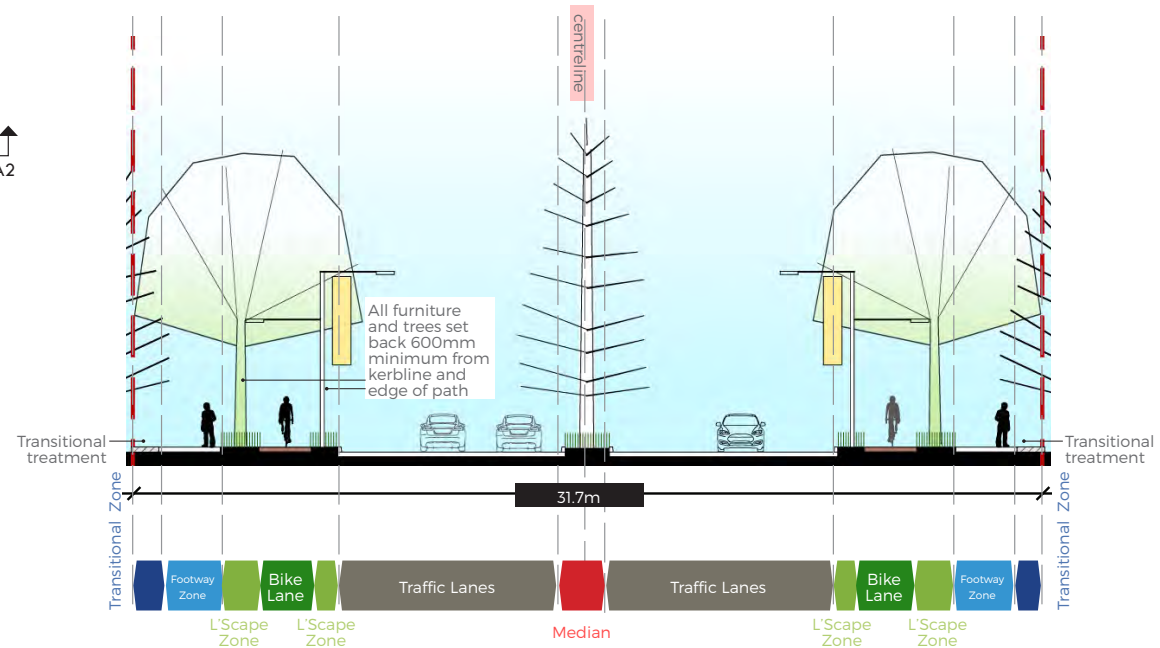 centreline
A2
All furniture
and trees set
back 600mm
minimum from
kerbline and
edge of path
Transitional
treatment
Transitional
treatment
31.7m
Transitional Zone
Transitional Zone
Footway
Zone
Bike
Lane
Traffic Lanes
Traffic Lanes
Bike
Lane
Footway
Zone
L'Scape
Zone
L'Scape
Zone
Median
L'Scape
Zone
L'Scape
Zone